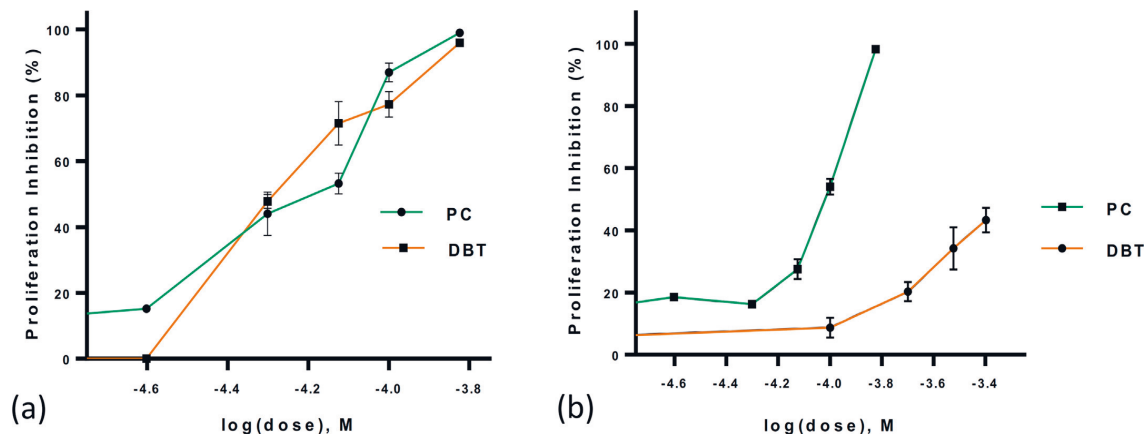 100
80
60
40
20
0
Proliferation Inhibition (%)
-4.6 -4.4 -4.2 -4.0 -3.8
log(dose), M
PC
DBT
(a)
100
80
60
40
20
0
Proliferation Inhibition (%)
-4.6 -4.4 -4.2 -4.0 -3.8 -3.6 -3.4
log(dose), M
PC
DBT
(b)